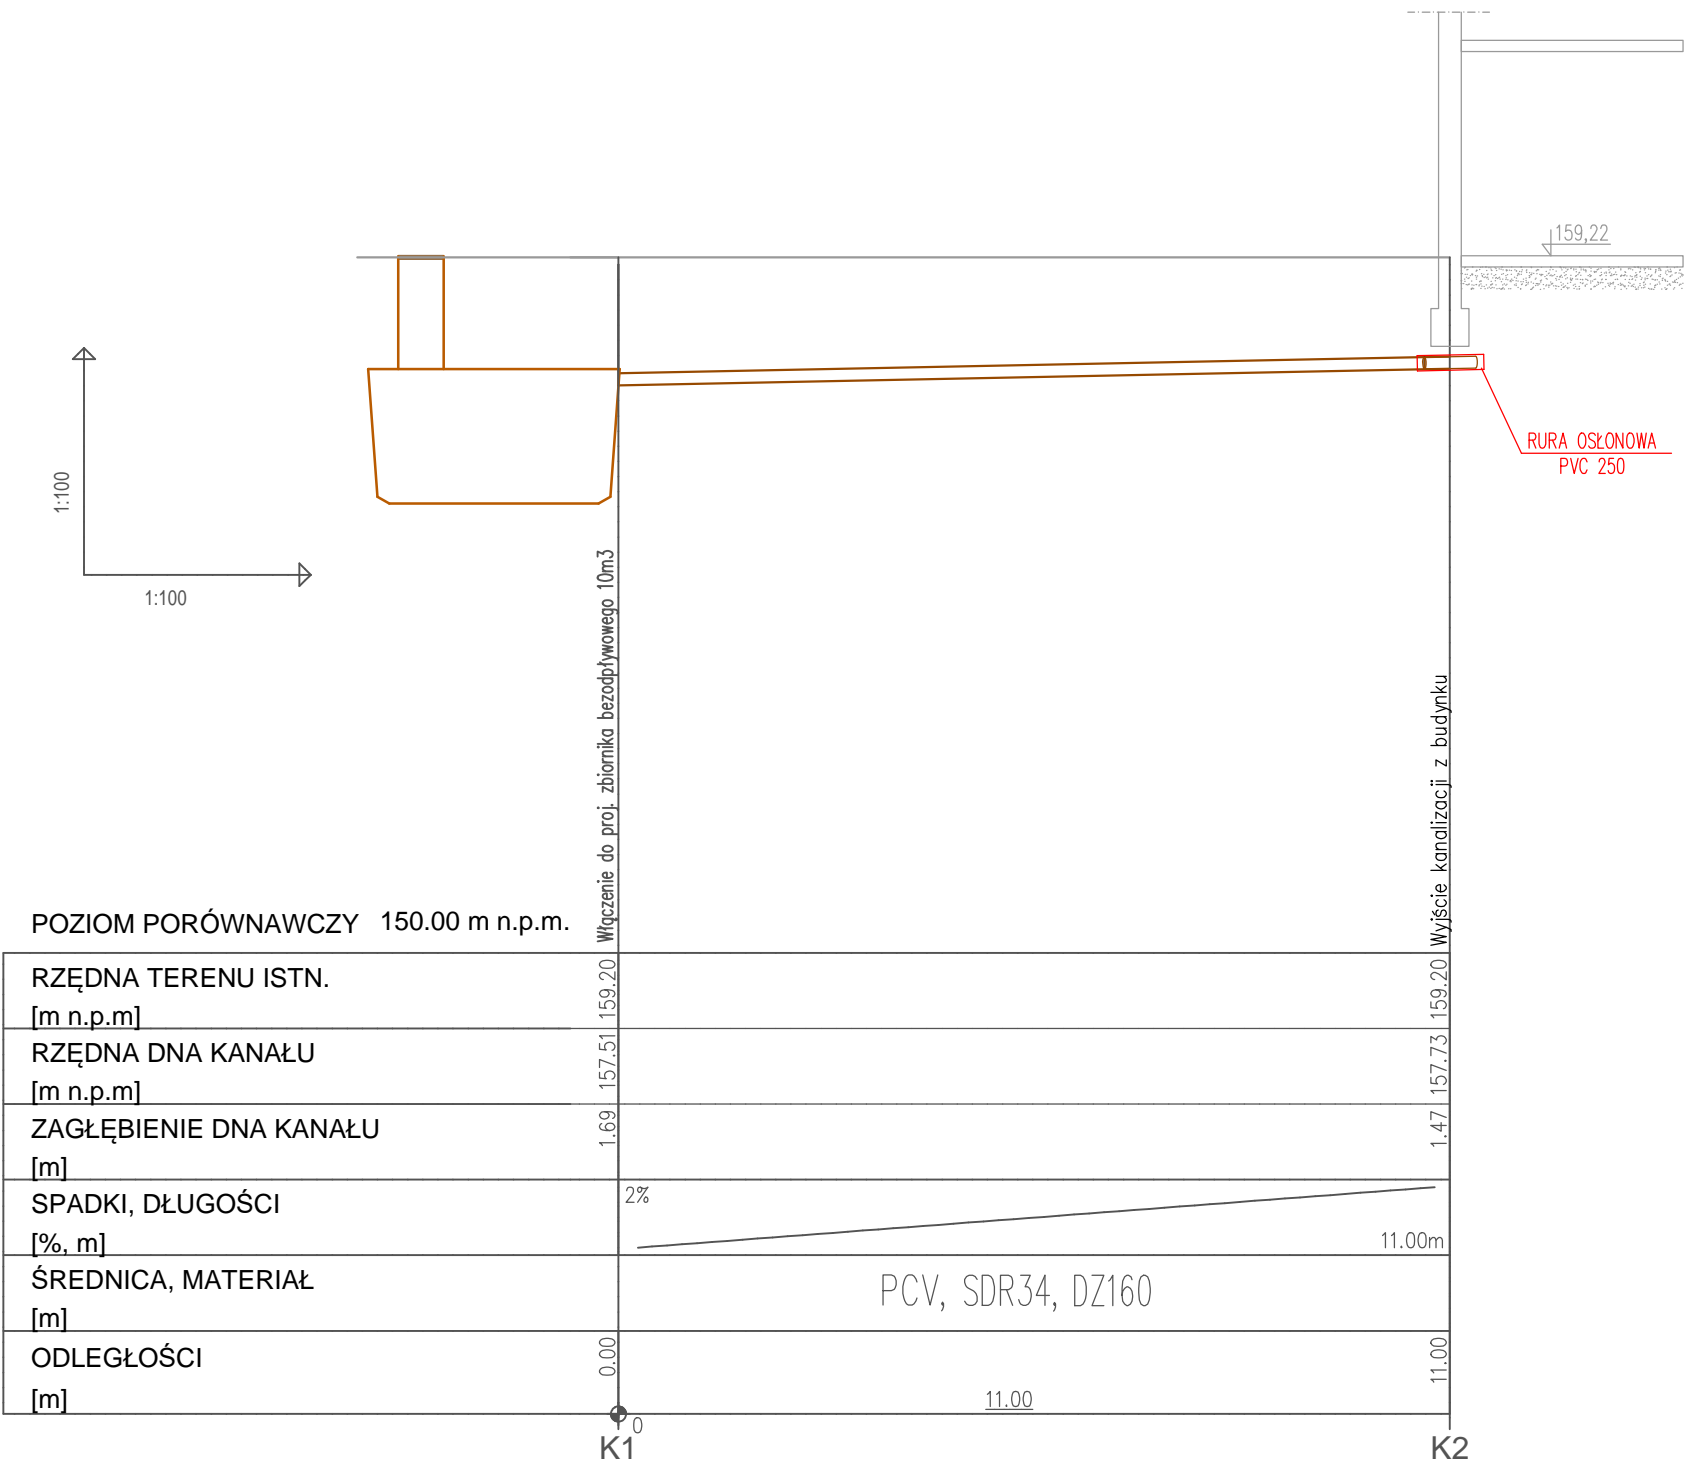 159,22
RURA OSŁONOWA
PVC 250
1:100
1:100
Włączenie do proj. zbiornika bezodpływowego 10m3
Wyjście kanalizacji z budynku
POZIOM PORÓWNAWCZY 150.00 m n.p.m.
RZĘDNA TERENU ISTN.
[m n.p.m]
159.20
159.20
RZĘDNA DNA KANAŁU
[m n.p.m]
157.51
157.73
ZAGŁĘBIENIE DNA KANAŁU
[m]
1.69
1.47
SPADKI, DŁUGOŚCI
[%, m]
2%
11.00m
ŚREDNICA, MATERIAŁ
[m]
PCV, SDR34, DZ160
ODLEGŁOŚCI
[m]
0.00
11.00
11.00
0
K1
K2